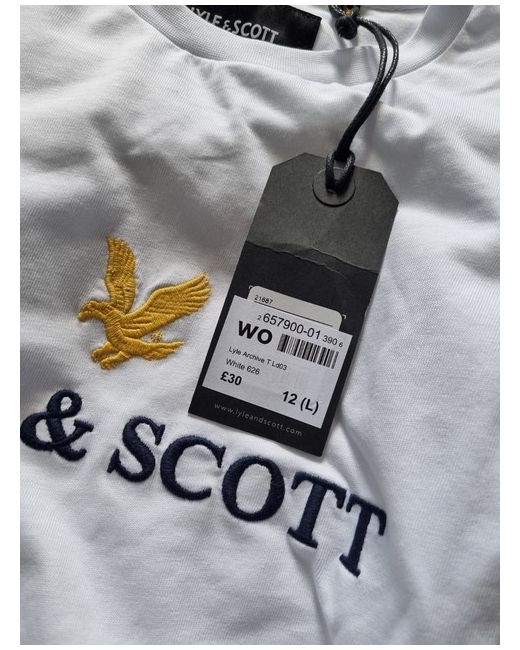 LYLE & SCOTT
21687
2 657900-01 390 6
WO
Lyle Archive T Ld03
White 626
£30
12 (L)
www.lyleandscott.com
& SCOTT